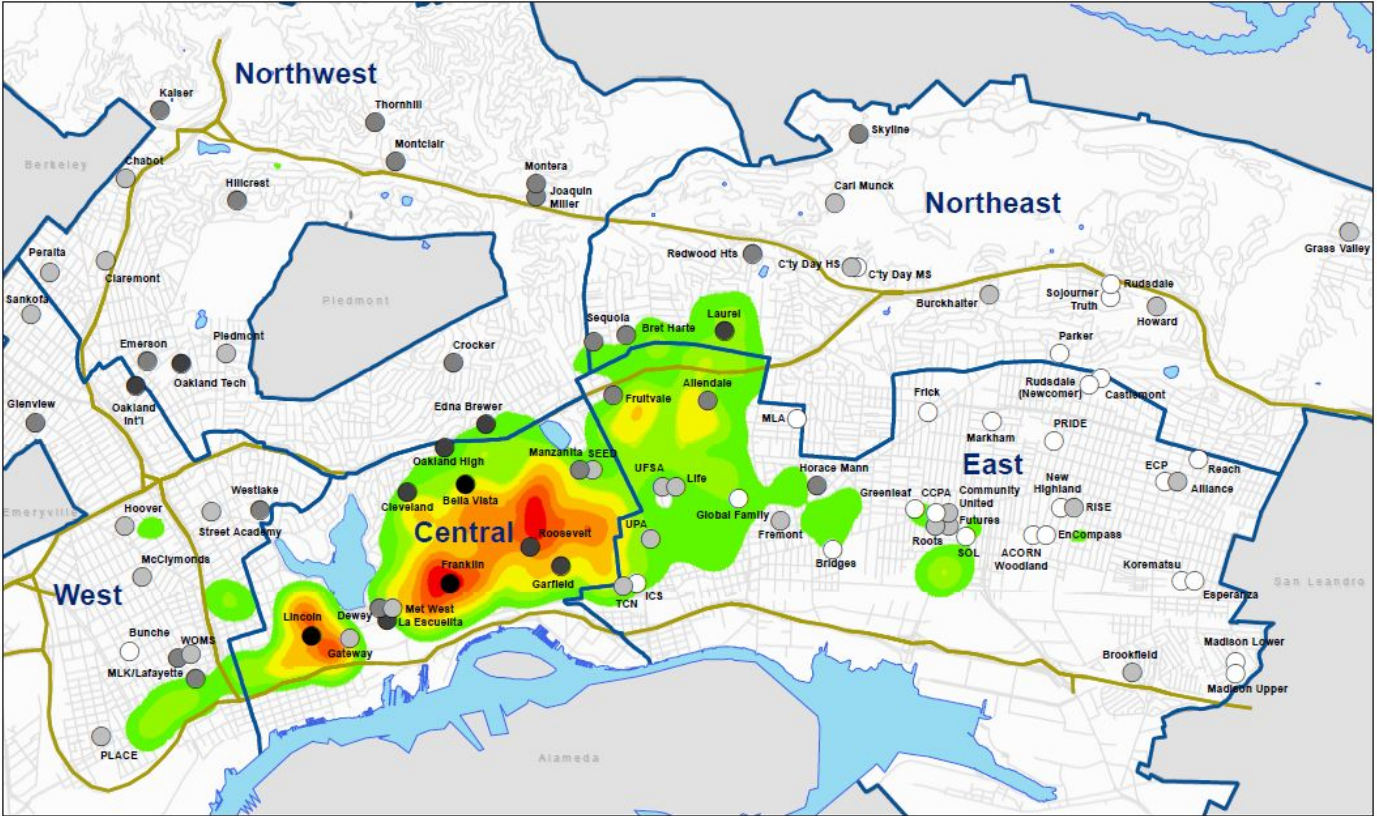 Northwest
Kaiser
Thornhill
Montclair
Skyline
Berkeley
Chabot
Hillcrest
Montera
Joaquin
Miller
Carl Munck
Northeast
Grass Valley
Peralta
Claremont
Redwood Hts
C'ty Day HS
C'ty Day MS
Sankofa
Piedmont
Burckhalter
Rudsdale
Sojourner
Truth
Howard
Emerson
Piedmont
Oakland Tech
Crocker
Sequoia
Bret Harte
Laurel
Parker
Oakland
Int'l
Glenview
Edna Brewer
Fruitvale
Allendale
MLA
Frick
Rudsdale
(Newcomer)
Castlemont
Markham
PRIDE
East
Oakland High
Manzanita
SEED
UFSA
Life
Horace Mann
ECP
Reach
Alliance
Westlake
Hoover
Emeryville
Street Academy
Cleveland
Bella Vista
Central
Global Family
Fremont
Greenleaf
CCPA
Community
United
Futures
Roots
SOL
New
Highland
RISE
ACORN
Woodland
EnCompass
McClymonds
West
Roosevelt
UPA
Bridges
Franklin
Garfield
TCN
ICS
Korematsu
Esperanza
San Leandro
Lincoln
Dewey
Met West
La Escuelita
Gateway
Bunche
WOMS
MLK/Lafayette
PLACE
Brookfield
Madison Lower
Madison Upper
Alameda